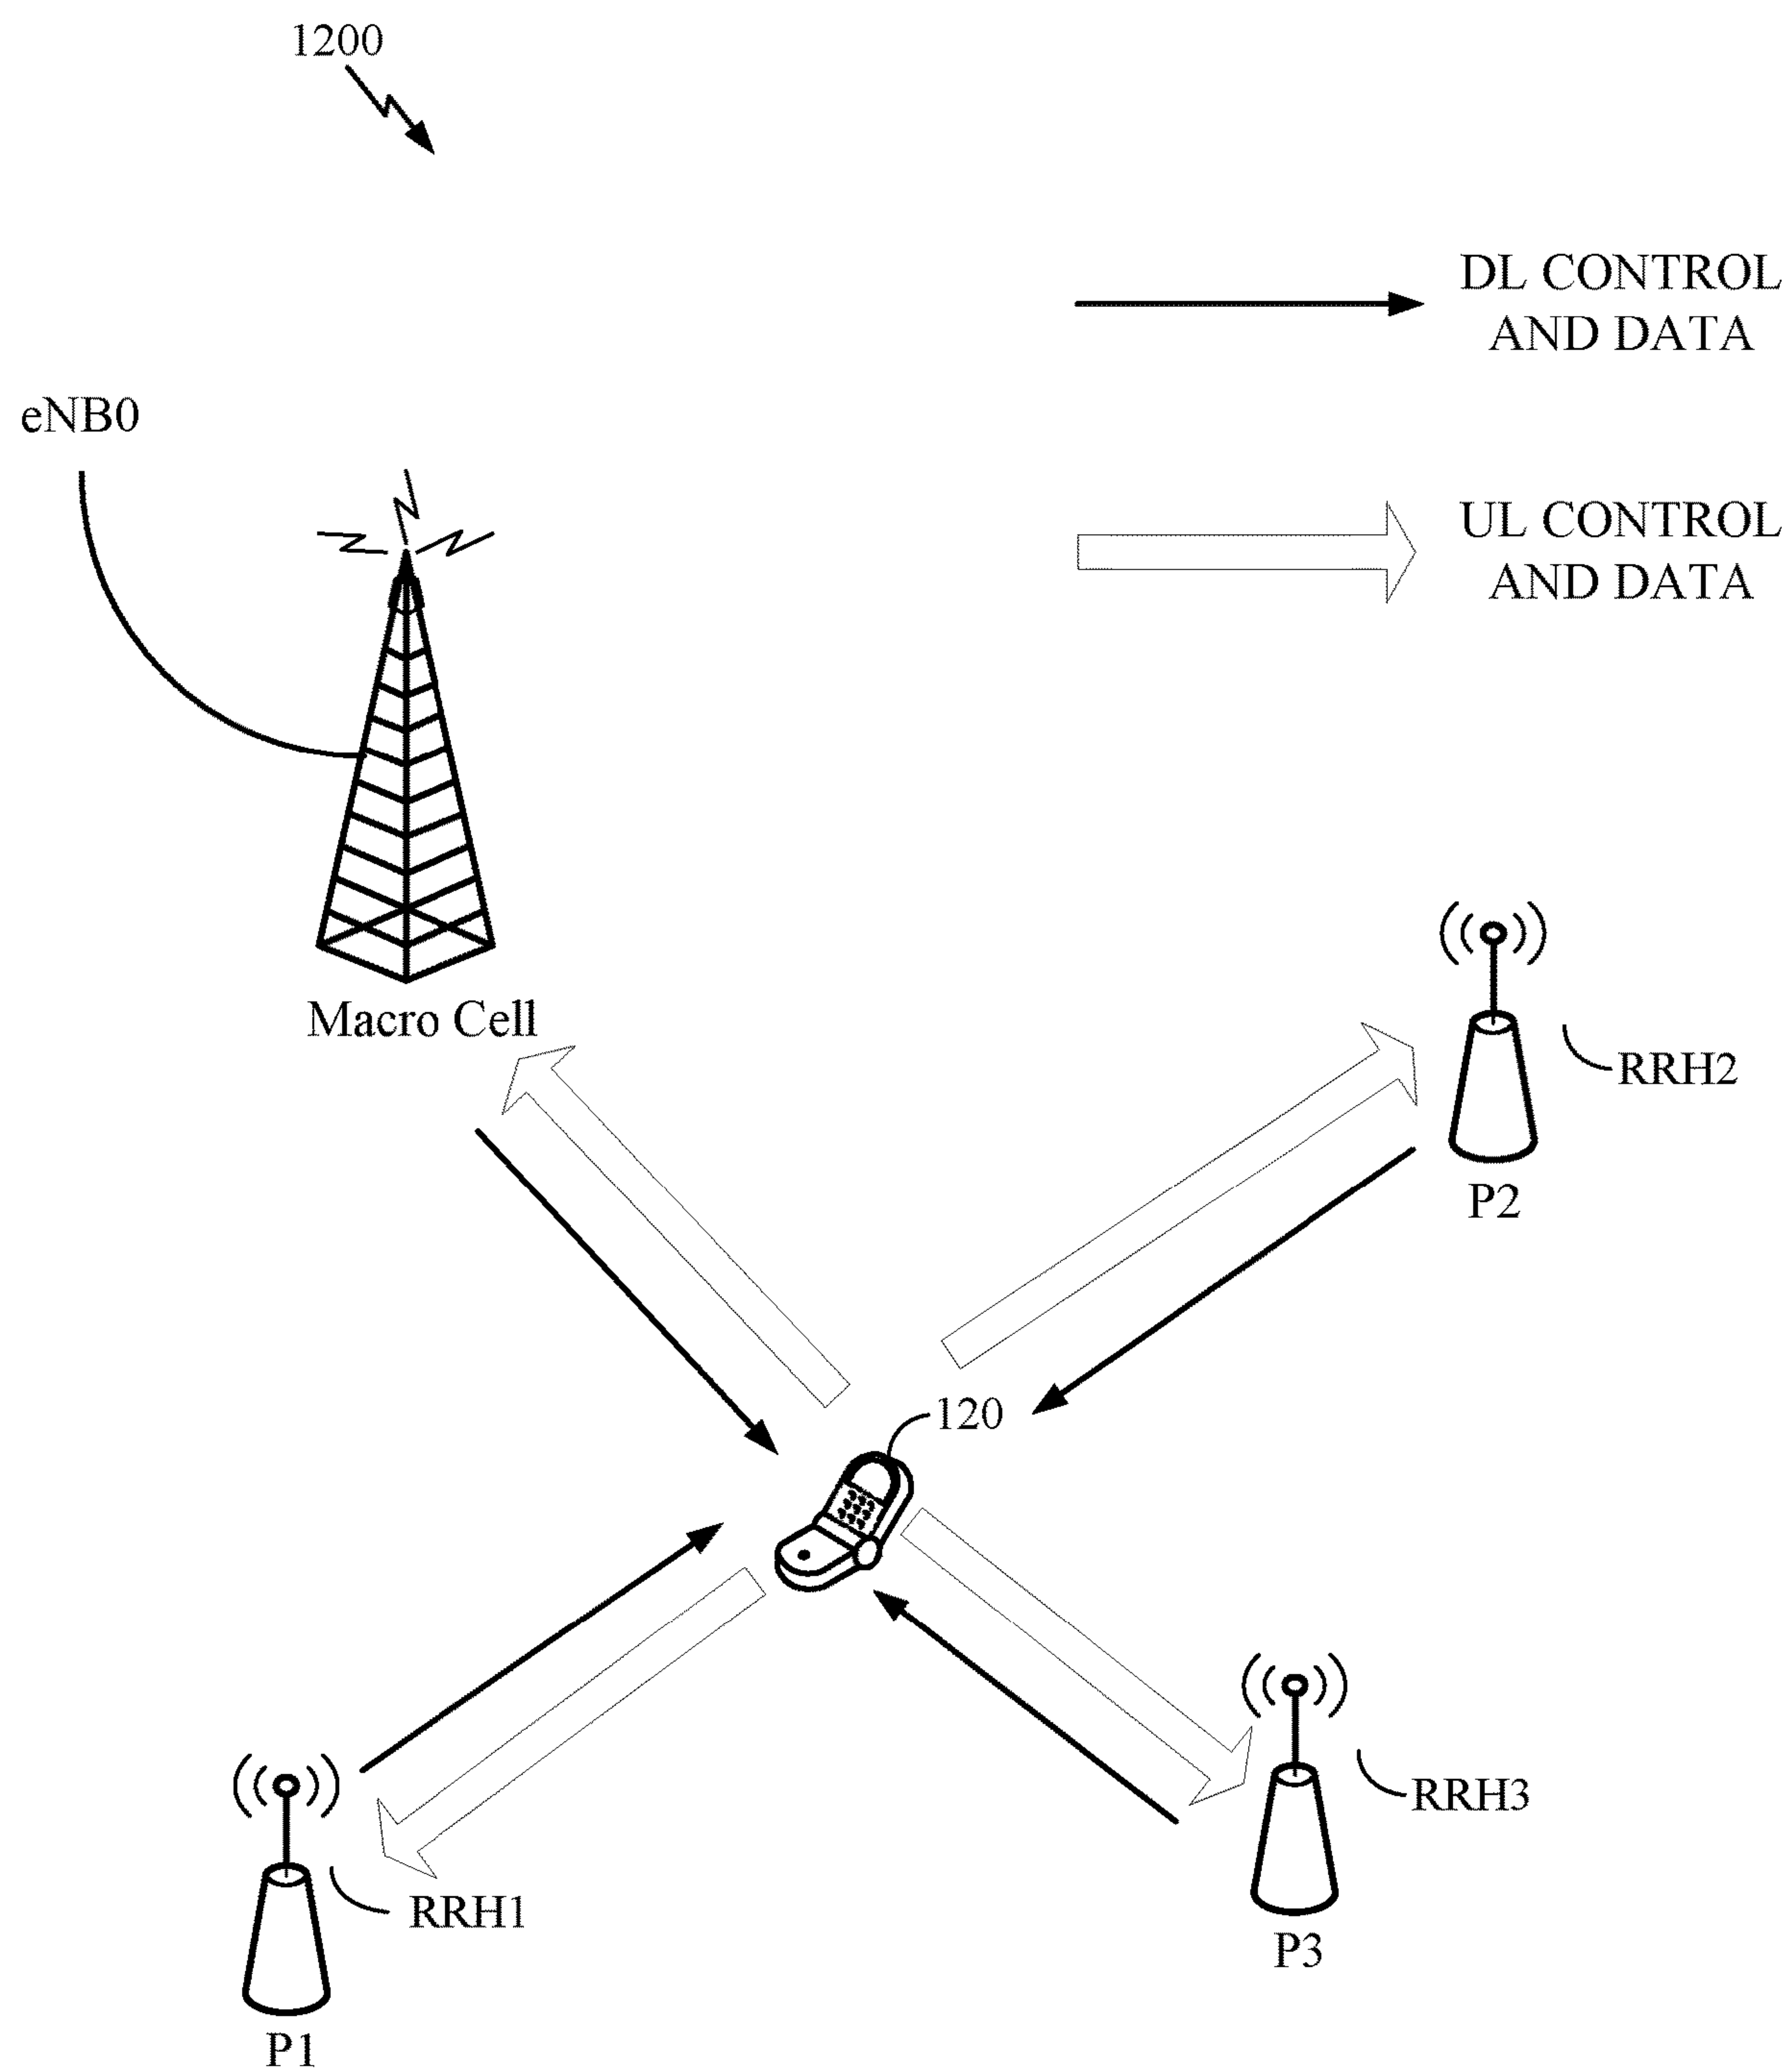 1200
DL CONTROL
AND DATA
eNB0
UL CONTROL
AND DATA
Macro Cell
RRH2
P2
120
RRH3
RRH1
P3
P1